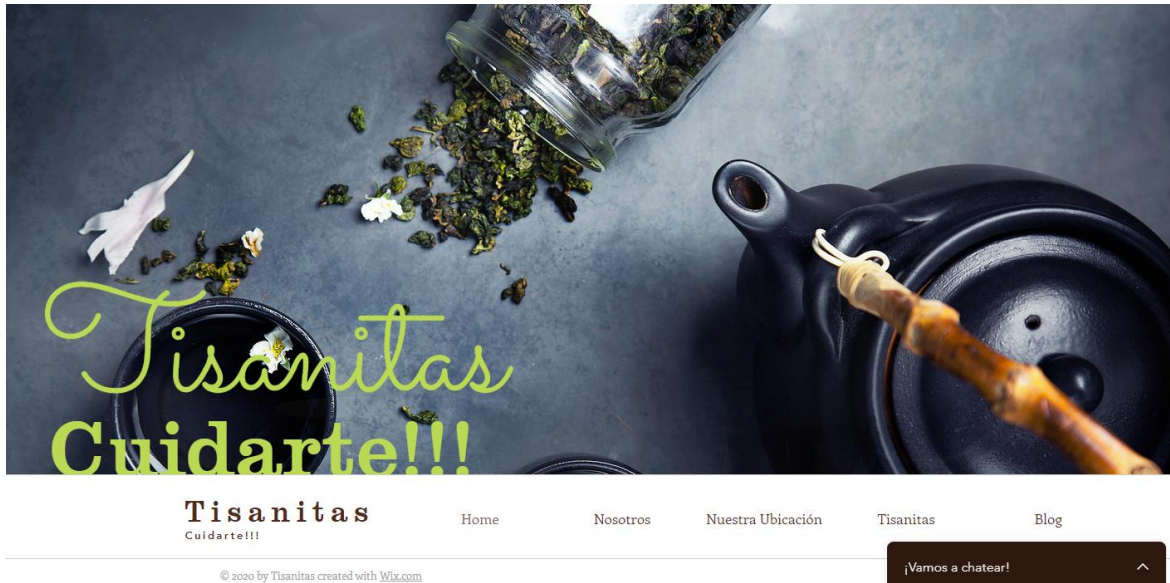 Tisanitas
Cuidarte!!!
Tisanitas
Cuidarte!!!
Home
Nosotros
Nuestra Ubicación
Tisanitas
Blog
© 2020 by Tisanitas created with Wix.com
¡Vamos a chatear!